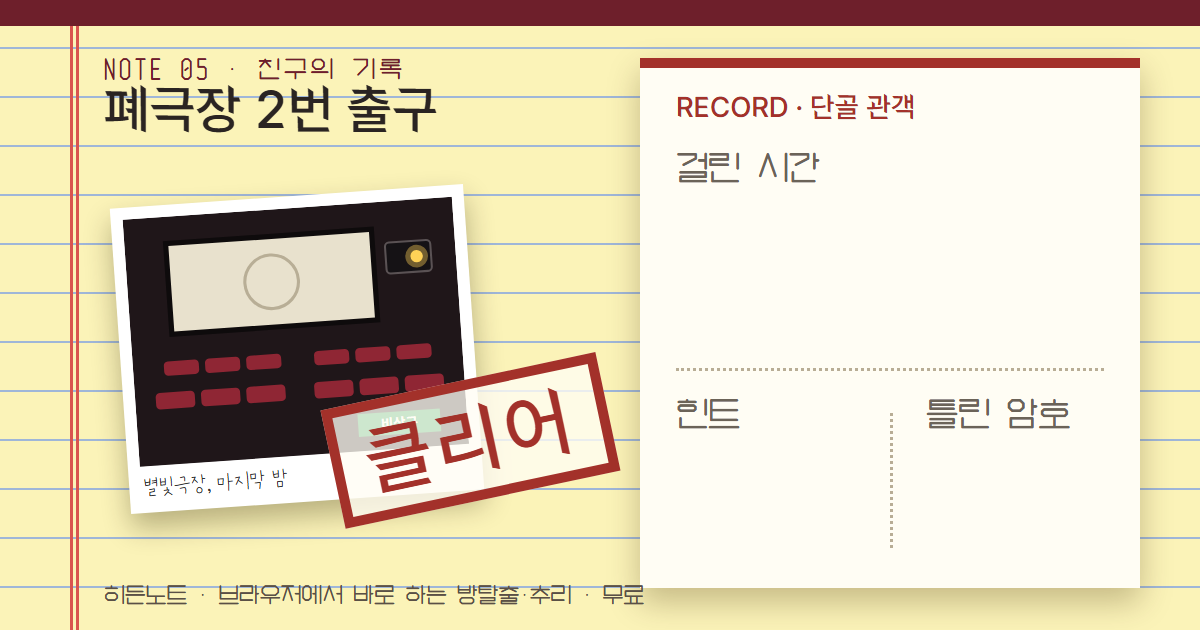 NOTE 05 · 친구의 기록
폐극장 2번 출구
RECORD · 단골 관객
걸린 시간
힌트
틀린 암호
클리어
별빛극장, 마지막 밤
히든노트 · 브라우저에서 바로 하는 방탈출·추리 · 무료